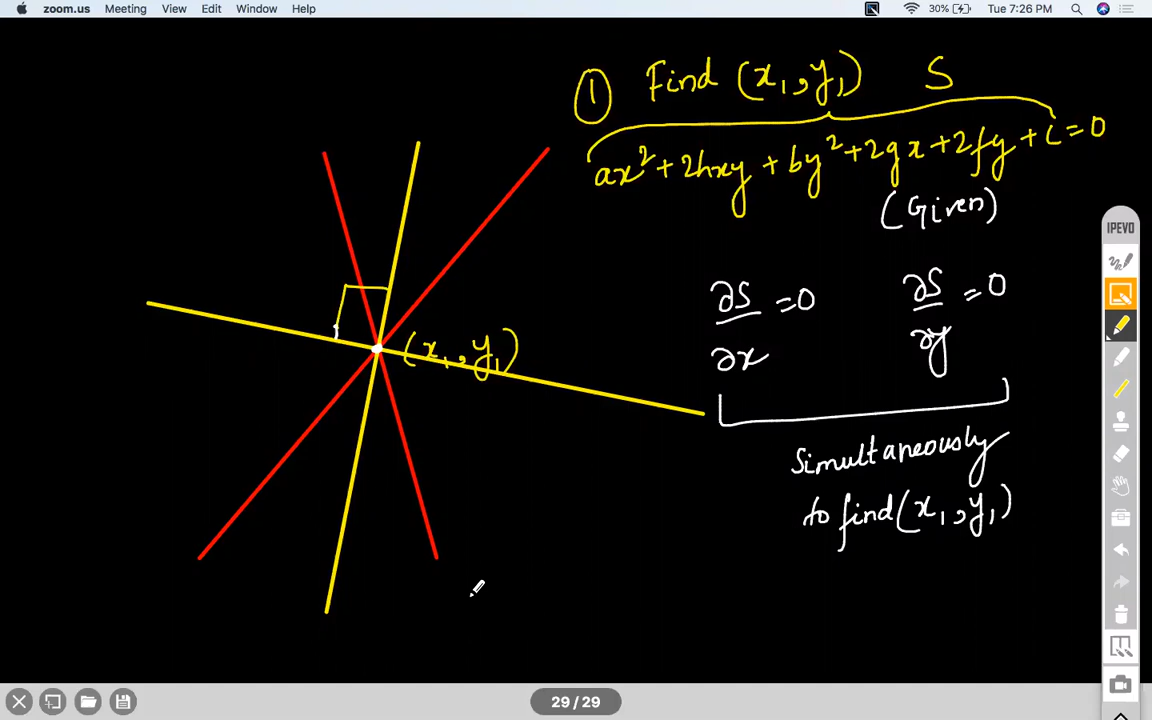 zoom.us Meeting View Edit Window Help 30% Tue 7:26 PM
① Find (x₁,y₁) S
ax²+2hxy+by²+2gx+2fy+c=0
(Given)
IPEVO
∂S/∂x =0 ∂S/∂y =0
(x₁,y₁)
Simultaneously
to find(x₁,y₁)
29 / 29